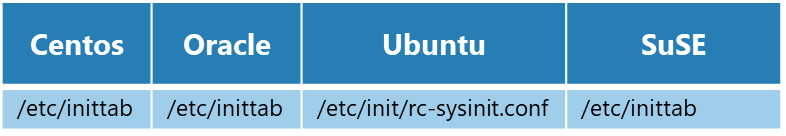 Centos Oracle Ubuntu SuSE
/etc/inittab /etc/inittab /etc/init/rc-sysinit.conf /etc/inittab